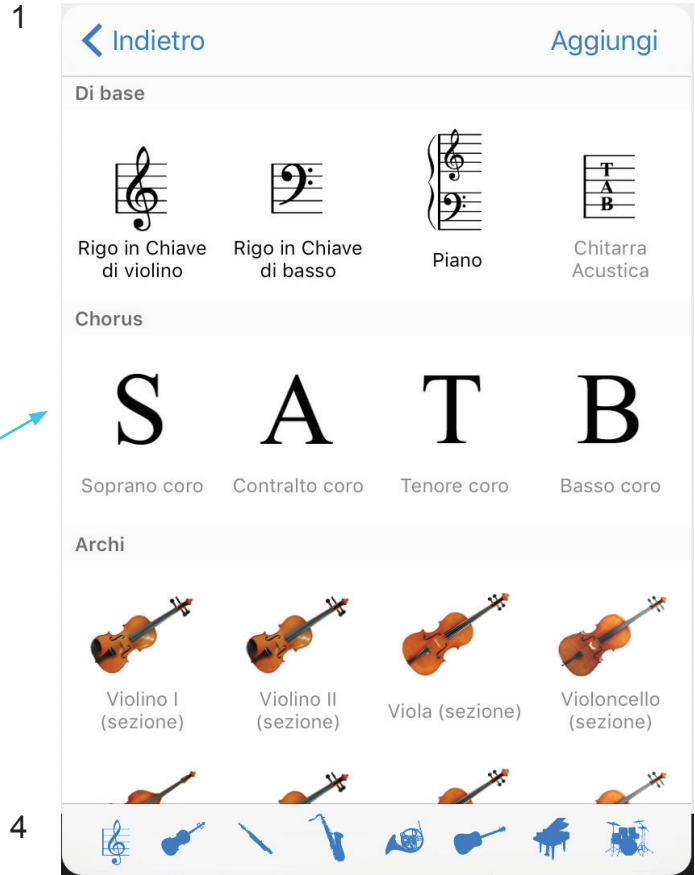 1
Indietro Aggiungi
Di base
T
A
B
Rigo in Chiave
di violino
Rigo in Chiave
di basso
Piano
Chitarra
Acustica
Chorus
S A T B
Soprano coro Contralto coro Tenore coro Basso coro
Archi
Violino I
(sezione)
Violino II
(sezione)
Viola (sezione)
Violoncello
(sezione)
4